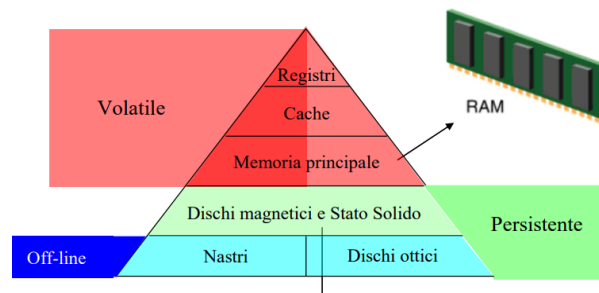 Registri
Volatile
Cache
RAM
Memoria principale
Dischi magnetici e Stato Solido
Persistente
Off-line
Nastri
Dischi ottici